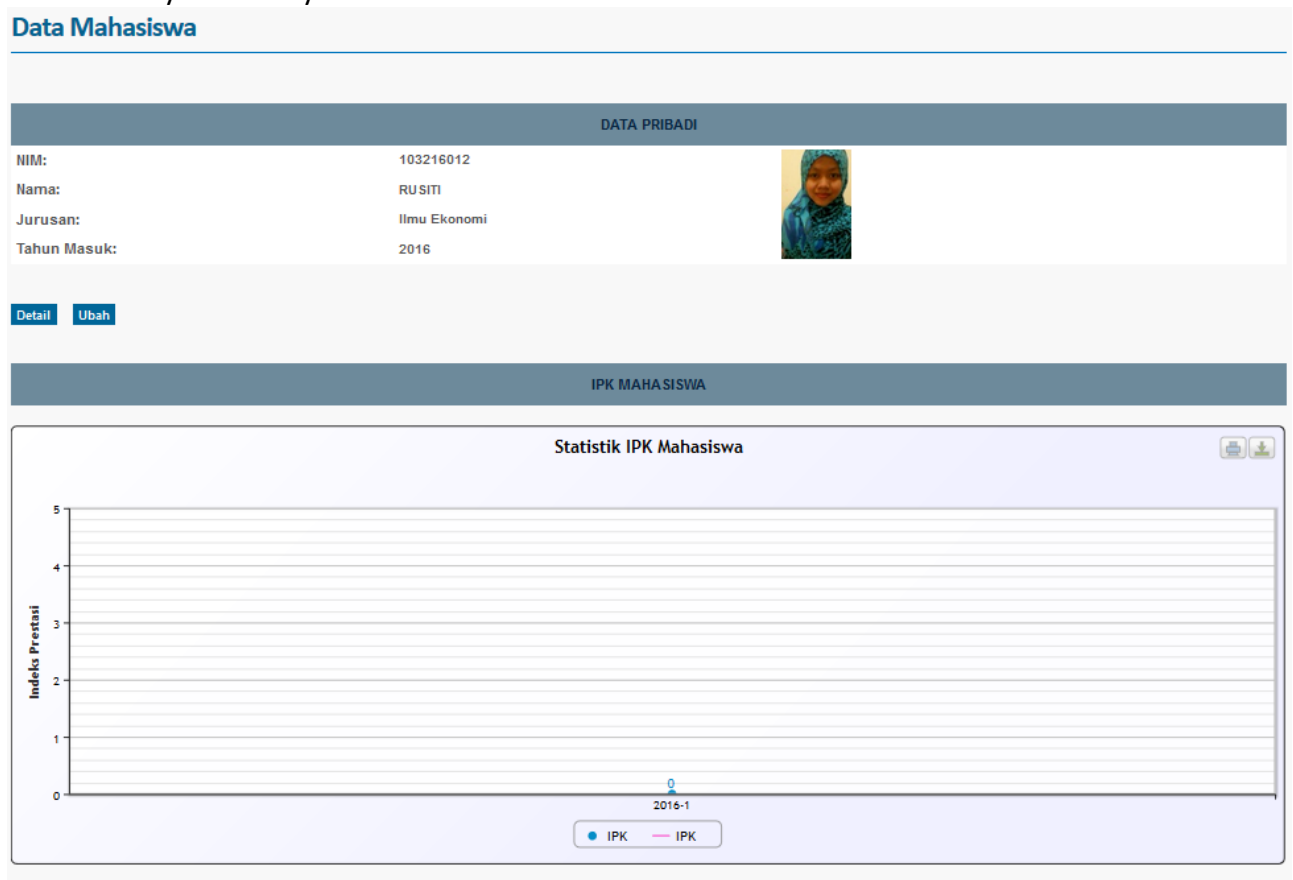 Data Mahasiswa
DATA PRIBADI
NIM: 103216012
Nama: RUSITI
Jurusan: Ilmu Ekonomi
Tahun Masuk: 2016
Detail Ubah
IPK MAHASISWA
Statistik IPK Mahasiswa
5
4
3
2
1
0
Indeks Prestasi
0
2016-1
IPK IPK